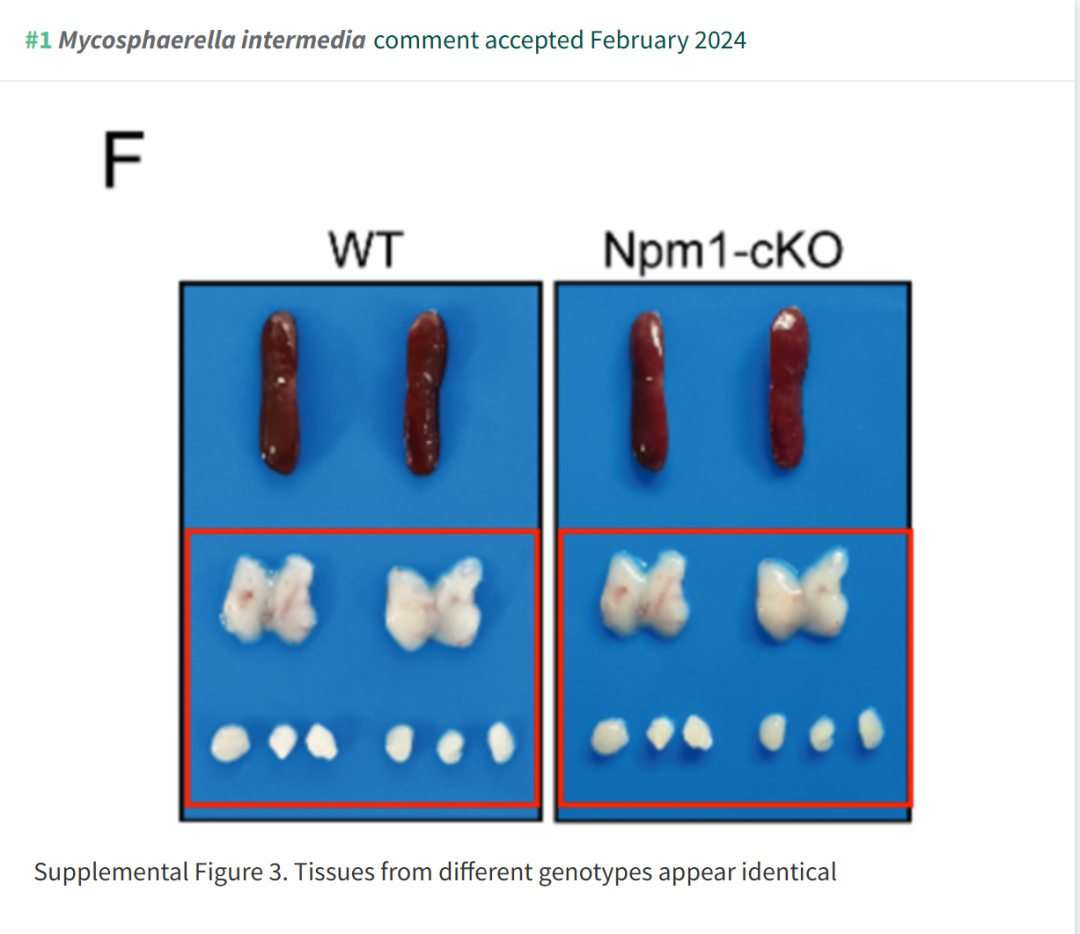 #1 Mycosphaerella intermedia comment accepted February 2024
F
WT Npm1-cKO
Supplemental Figure 3. Tissues from different genotypes appear identical